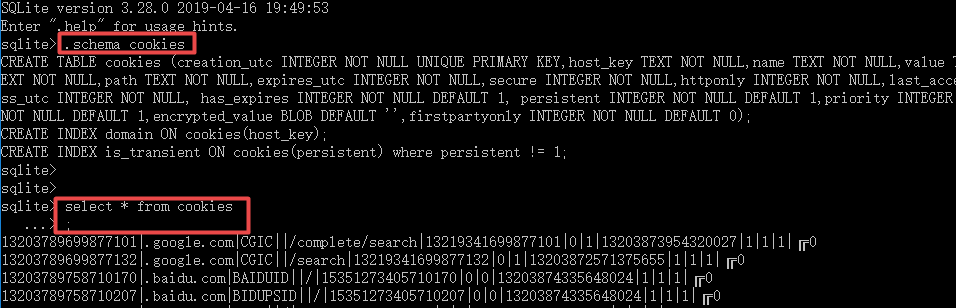 SQLite version 3.28.0 2019-04-16 19:49:53
Enter ".help" for usage hints.
sqlite> .schema cookies
CREATE TABLE cookies (creation_utc INTEGER NOT NULL UNIQUE PRIMARY KEY,host_key TEXT NOT NULL,name TEXT NOT NULL,value T
EXT NOT NULL,path TEXT NOT NULL,expires_utc INTEGER NOT NULL,secure INTEGER NOT NULL,httponly INTEGER NOT NULL,last_acce
ss_utc INTEGER NOT NULL, has_expires INTEGER NOT NULL DEFAULT 1, persistent INTEGER NOT NULL DEFAULT 1,priority INTEGER
NOT NULL DEFAULT 1,encrypted_value BLOB DEFAULT '',firstpartyonly INTEGER NOT NULL DEFAULT 0);
CREATE INDEX domain ON cookies(host_key);
CREATE INDEX is_transient ON cookies(persistent) where persistent != 1;
sqlite>
sqlite>
sqlite> select * from cookies
...> ;
13203789699877101|.google.com|CGIC||/complete/search|13219341699877101|0|1|13203873954320027|1|1|1|╔0
13203789699877132|.google.com|CGIC||/search|13219341699877132|0|1|13203872571375655|1|1|1|╔0
13203789758710170|.baidu.com|BAIDUID||/|15351273405710170|0|0|13203874335648024|1|1|1|╔0
13203789758710207|.baidu.com|BIDUPSID||/|15351273405710207|0|0|13203874335648024|1|1|1|╔0